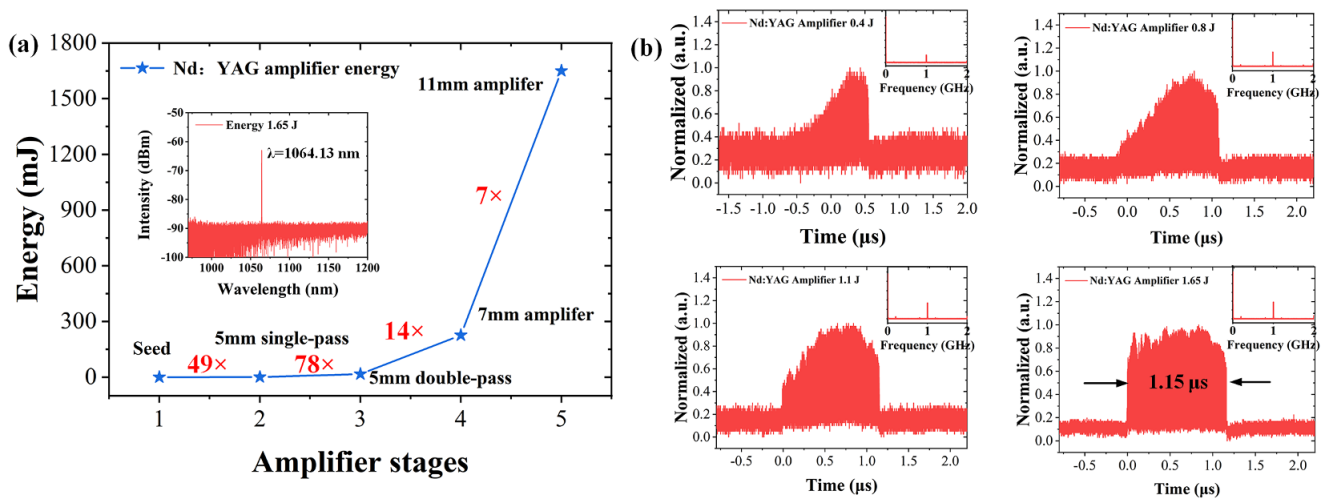 (a)
Energy (mJ)
1800
1500
1200
900
600
300
0
Nd: YAG amplifier energy
11mm amplifer
Intensity (dBm)
-50
-60
-70
-80
-90
-100
Energy 1.65 J
λ=1064.13 nm
1000 1050 1100 1150 1200
Wavelength (nm)
7×
7mm amplifer
14×
5mm single-pass
Seed
49×
78×
5mm double-pass
1 2 3 4 5
Amplifier stages
(b)
Normalized (a.u.)
1.4
1.2
1.0
0.8
0.6
0.4
0.2
0.0
Nd:YAG Amplifier 0.4 J
0 1 2
Frequency (GHz)
-1.5 -1.0 -0.5 0.0 0.5 1.0 1.5 2.0
Time (μs)
Normalized (a.u.)
1.4
1.2
1.0
0.8
0.6
0.4
0.2
0.0
Nd:YAG Amplifier 0.8 J
0 1 2
Frequency (GHz)
-0.5 0.0 0.5 1.0 1.5 2.0
Time (μs)
Normalized (a.u.)
1.4
1.2
1.0
0.8
0.6
0.4
0.2
0.0
Nd:YAG Amplifier 1.1 J
0 1 2
Frequency (GHz)
-0.5 0.0 0.5 1.0 1.5 2.0
Time (μs)
Normalized (a.u.)
1.4
1.2
1.0
0.8
0.6
0.4
0.2
0.0
Nd:YAG Amplifier 1.65 J
0 1 2
Frequency (GHz)
1.15 μs
-0.5 0.0 0.5 1.0 1.5 2.0
Time (μs)